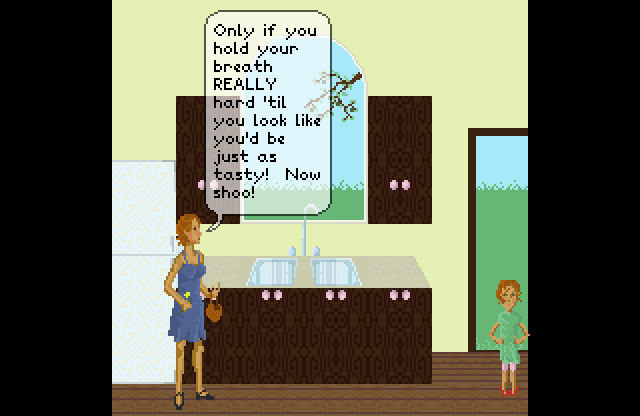 Only if you
hold your
breath
REALLY
hard 'til
you look like
you'd be
just as
tasty! Now
shoo!